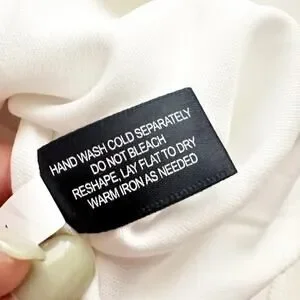 HAND WASH COLD SEPARATELY
DO NOT BLEACH
RESHAPE, LAY FLAT TO DRY
WARM IRON AS NEEDED